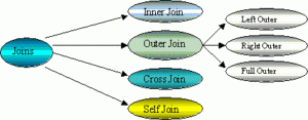 Joins
Inner Join
Outer Join
Cross Join
Self Join
Left Outer
Right Outer
Full Outer